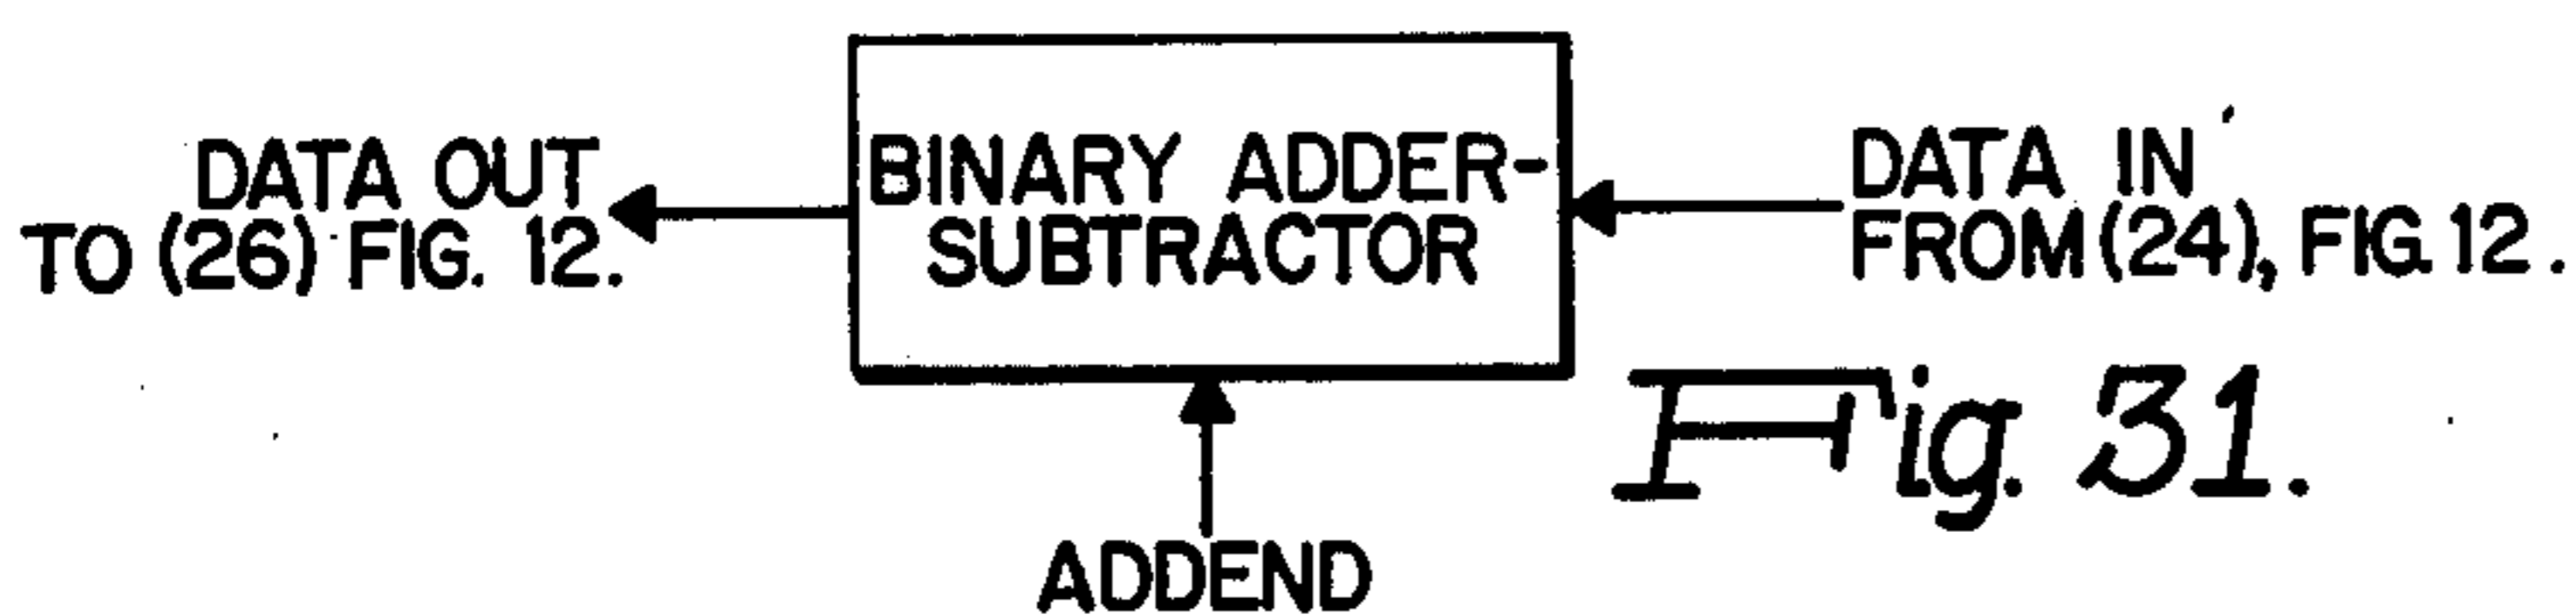 DATA OUT
TO (26) FIG. 12.
BINARY ADDER-
SUBTRACTOR
DATA IN
FROM (24), FIG. 12.
ADDEND
Fig. 31.